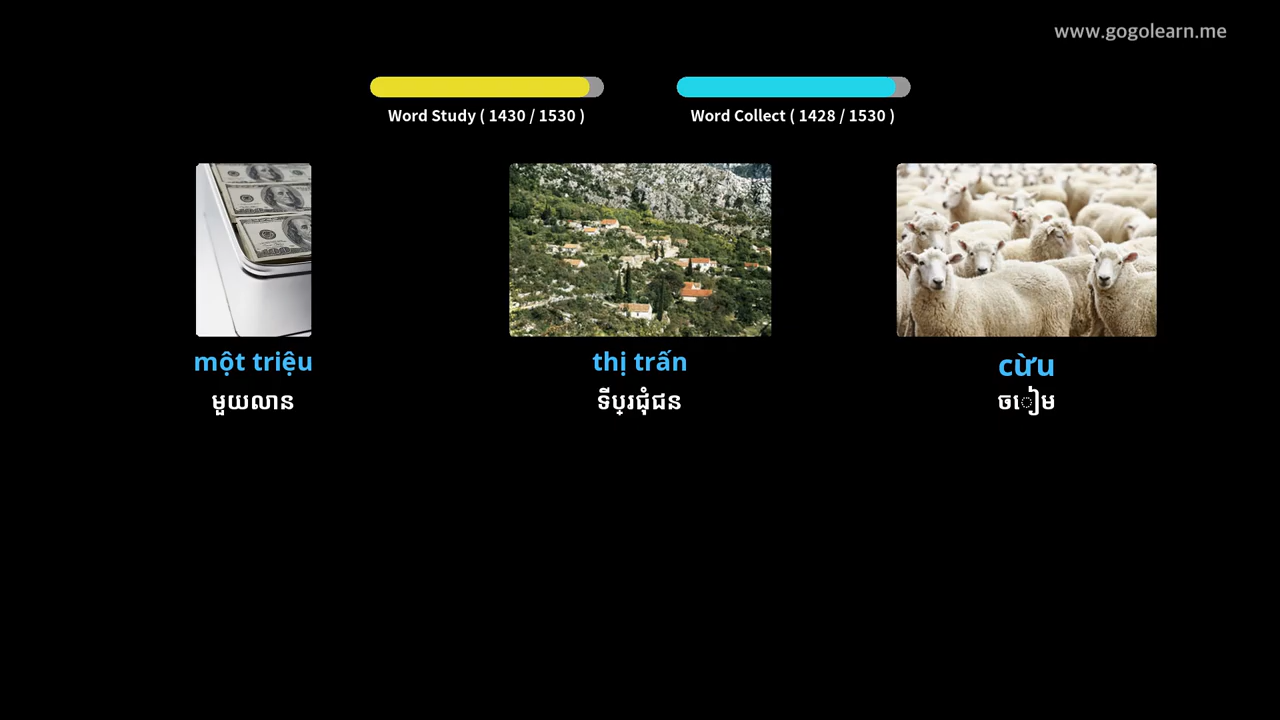 www.gogolearn.me
Word Study ( 1430 / 1530 )
Word Collect ( 1428 / 1530 )
một triệu
មួយលាន
thị trấn
ទីប្រជុំជន
cừu
ចៀម